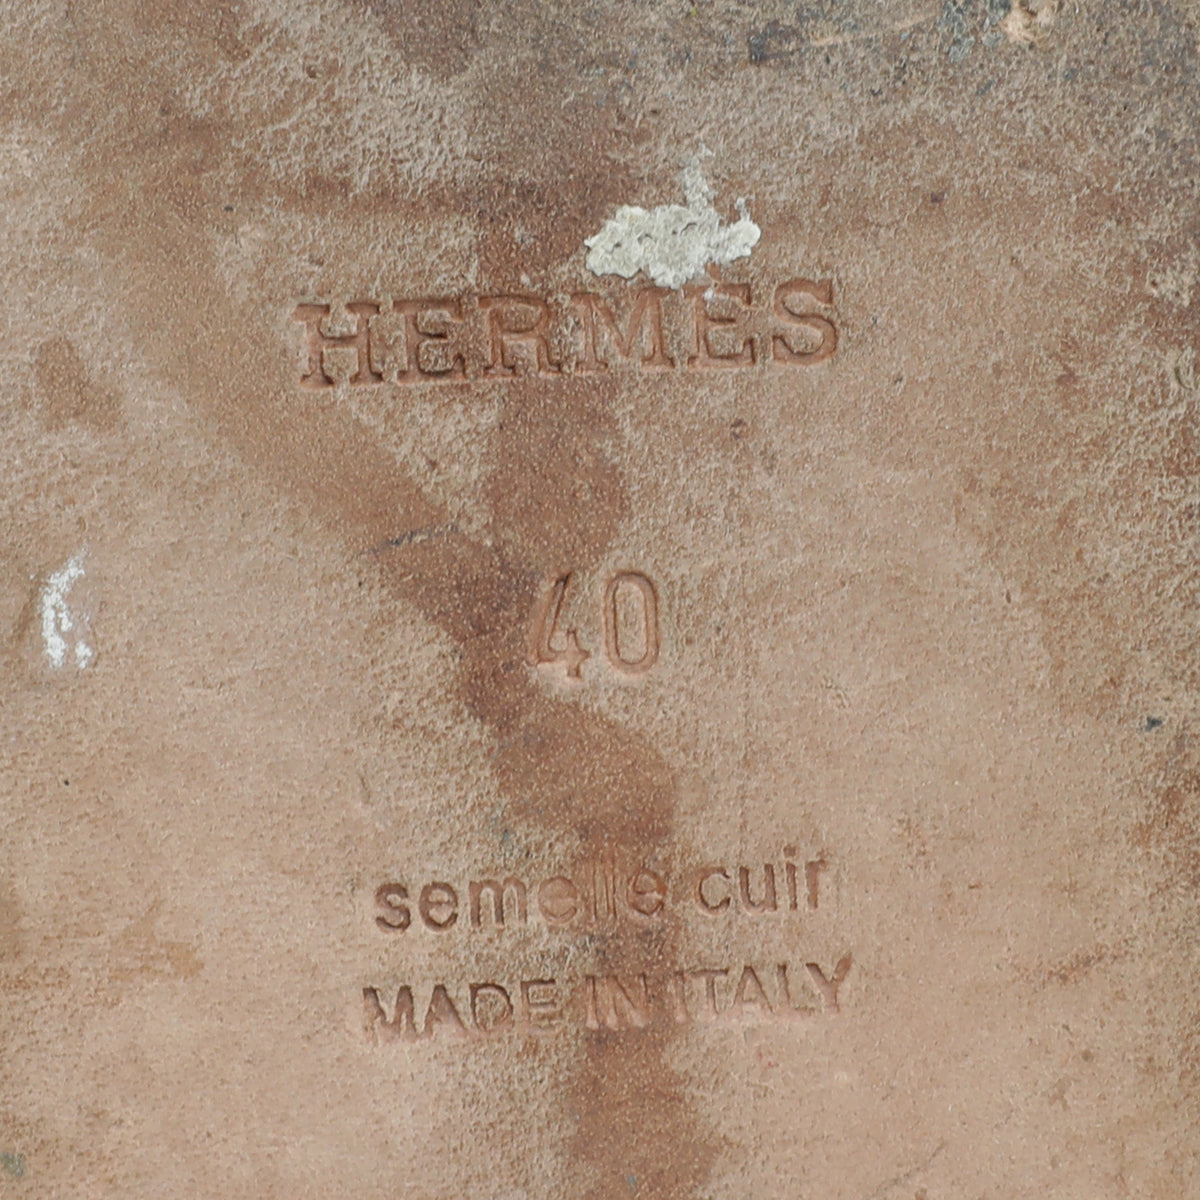 HERMES
40
semelle cuir
MADE IN ITALY